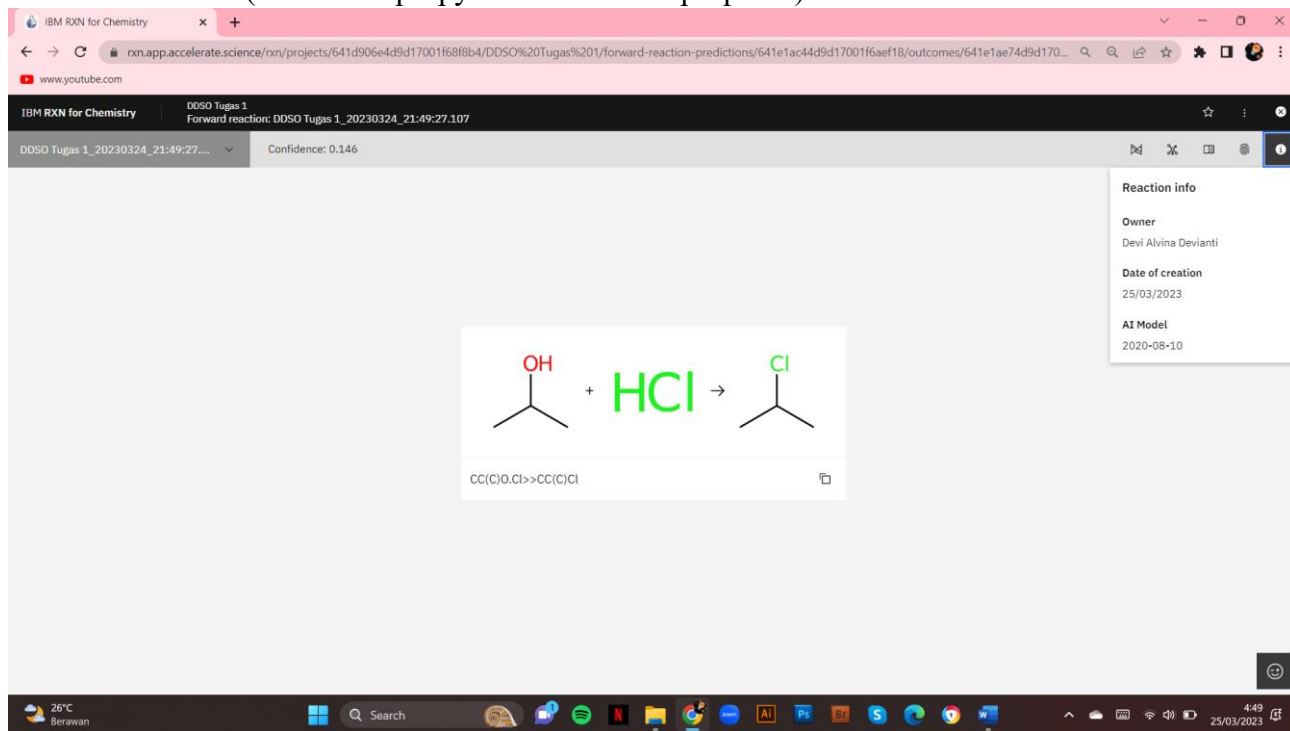 IBM RXN for Chemistry
rxn.app.accelerate.science/rxn/projects/641d906e4d9d17001f68f8b4/DDSO%20Tugas%201/forward-reaction-predictions/641e1ac44d9d17001f6aef18/outcomes/641e1ae74d9d170...
www.youtube.com
IBM RXN for Chemistry
DDSO Tugas 1
Forward reaction: DDSO Tugas 1_20230324_21:49:27.107
DDSO Tugas 1_20230324_21:49:27....
Confidence: 0.146
Reaction info
Owner
Devi Alvina Devianti
Date of creation
25/03/2023
AI Model
2020-08-10
OH + HCl → Cl
CC(C)O.Cl>>CC(C)Cl
26°C
Berawan
Search
N
zoom
Ai
Ps
Br
S
W
4:49
25/03/2023